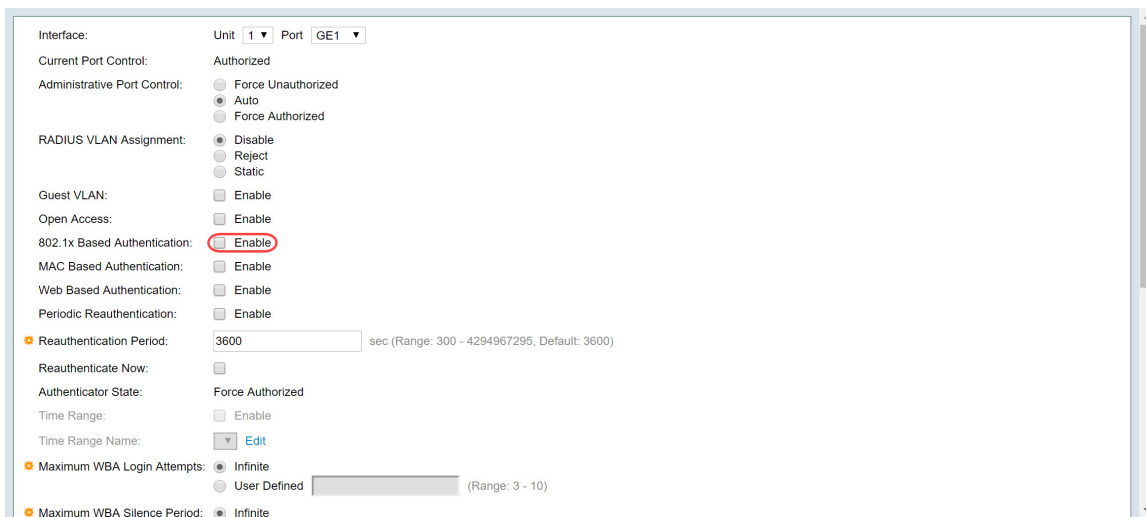 Interface: Unit 1 Port GE1
Current Port Control: Authorized
Administrative Port Control: Force Unauthorized
Auto
Force Authorized
RADIUS VLAN Assignment: Disable
Reject
Static
Guest VLAN: Enable
Open Access: Enable
802.1x Based Authentication: Enable
MAC Based Authentication: Enable
Web Based Authentication: Enable
Periodic Reauthentication: Enable
Reauthentication Period: 3600 sec (Range: 300 - 4294967295, Default: 3600)
Reauthenticate Now:
Authenticator State: Force Authorized
Time Range: Enable
Time Range Name: Edit
Maximum WBA Login Attempts: Infinite
User Defined (Range: 3 - 10)
Maximum WBA Silence Period: Infinite